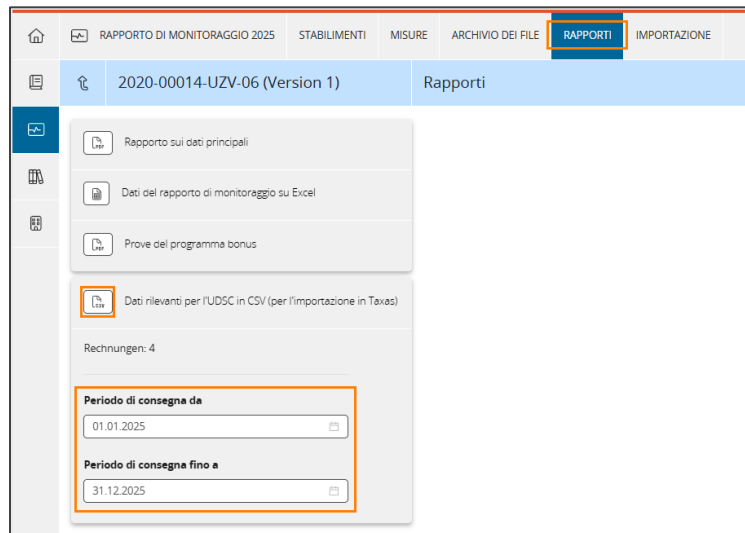 RAPPORTO DI MONITORAGGIO 2025 STABILIMENTI MISURE ARCHIVIO DEI FILE RAPPORTI IMPORTAZIONE
2020-00014-UZV-06 (Version 1) Rapporti
PDF Rapporto sui dati principali
Dati del rapporto di monitoraggio su Excel
PDF Prove del programma bonus
CSV Dati rilevanti per l'UDSC in CSV (per l'importazione in Taxas)
Rechnungen: 4
Periodo di consegna da
01.01.2025
Periodo di consegna fino a
31.12.2025